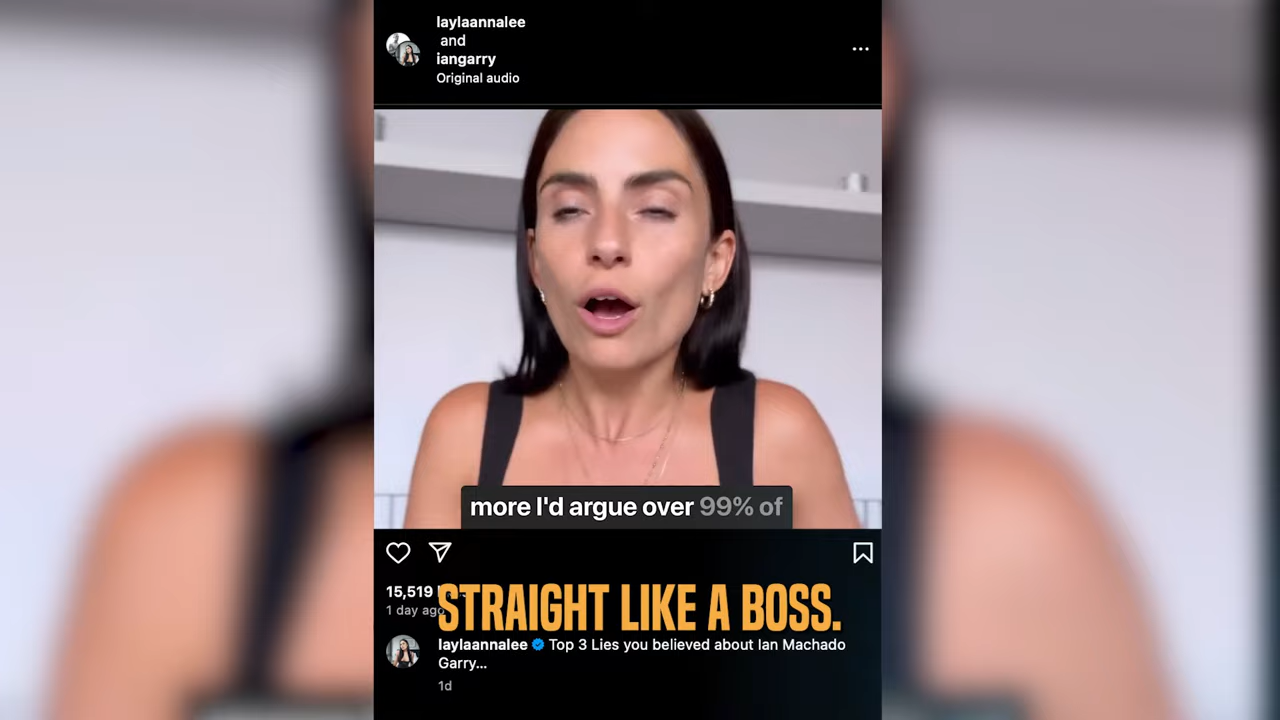 laylaannalee
and
iangarry
Original audio
more I'd argue over 99% of
15,519
1 day ago
STRAIGHT LIKE A BOSS.
laylaannalee Top 3 Lies you believed about Ian Machado
Garry...
1d